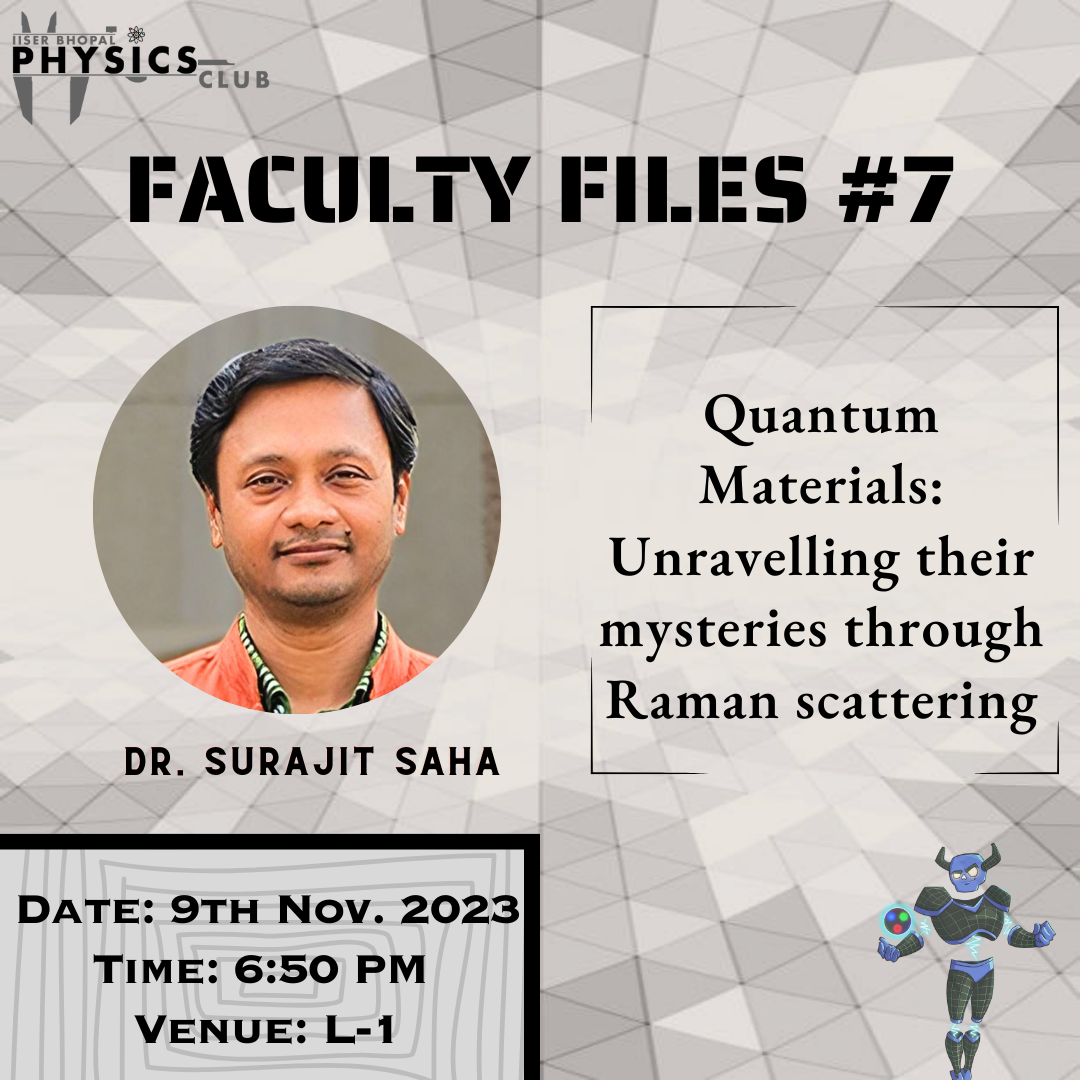 IISER BHOPAL
PHYSICS
CLUB
FACULTY FILES #7
Quantum
Materials:
Unravelling their
mysteries through
Raman scattering
DR. SURAJIT SAHA
DATE: 9TH NOV. 2023
TIME: 6:50 PM
VENUE: L-1